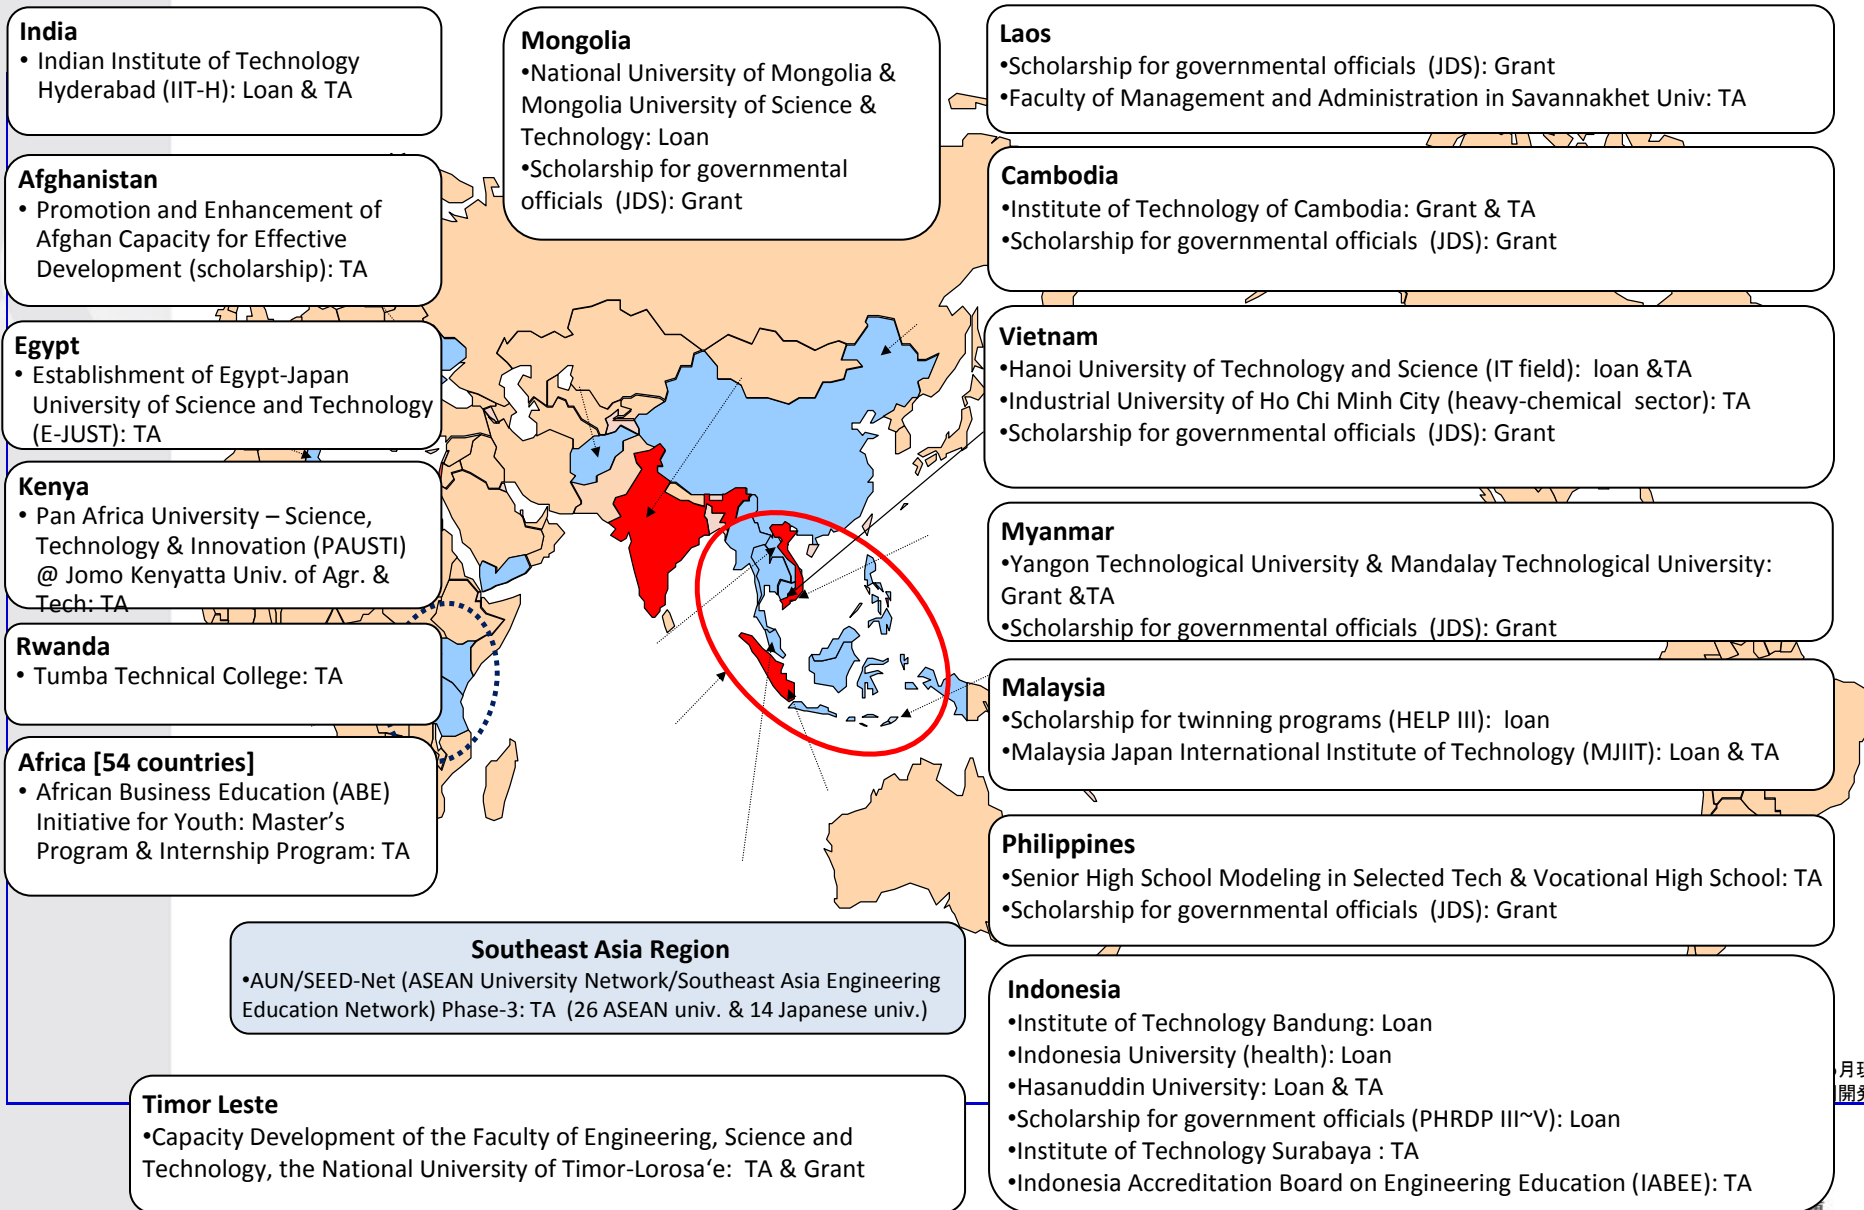 India
• Indian Institute of Technology
Hyderabad (IIT-H): Loan & TA
Afghanistan
• Promotion and Enhancement of
Afghan Capacity for Effective
Development (scholarship): TA
Egypt
• Establishment of Egypt-Japan
University of Science and Technology
(E-JUST): TA
Kenya
• Pan Africa University – Science,
Technology & Innovation (PAUSTI)
@ Jomo Kenyatta Univ. of Agr. &
Tech: TA
Rwanda
• Tumba Technical College: TA
Africa [54 countries]
• African Business Education (ABE)
Initiative for Youth: Master’s
Program & Internship Program: TA
Mongolia
•National University of Mongolia &
Mongolia University of Science &
Technology: Loan
•Scholarship for governmental
officials (JDS): Grant
Laos
•Scholarship for governmental officials (JDS): Grant
•Faculty of Management and Administration in Savannakhet Univ: TA
Cambodia
•Institute of Technology of Cambodia: Grant & TA
•Scholarship for governmental officials (JDS): Grant
Vietnam
•Hanoi University of Technology and Science (IT field): loan &TA
•Industrial University of Ho Chi Minh City (heavy-chemical sector): TA
•Scholarship for governmental officials (JDS): Grant
Myanmar
•Yangon Technological University & Mandalay Technological University:
Grant &TA
•Scholarship for governmental officials (JDS): Grant
Malaysia
•Scholarship for twinning programs (HELP III): loan
•Malaysia Japan International Institute of Technology (MJIIT): Loan & TA
Philippines
•Senior High School Modeling in Selected Tech & Vocational High School: TA
•Scholarship for governmental officials (JDS): Grant
Southeast Asia Region
•AUN/SEED-Net (ASEAN University Network/Southeast Asia Engineering
Education Network) Phase-3: TA (26 ASEAN univ. & 14 Japanese univ.)
Indonesia
•Institute of Technology Bandung: Loan
•Indonesia University (health): Loan
•Hasanuddin University: Loan & TA
•Scholarship for government officials (PHRDP III~V): Loan
•Institute of Technology Surabaya : TA
•Indonesia Accreditation Board on Engineering Education (IABEE): TA
Timor Leste
•Capacity Development of the Faculty of Engineering, Science and
Technology, the National University of Timor-Lorosa‘e: TA & Grant